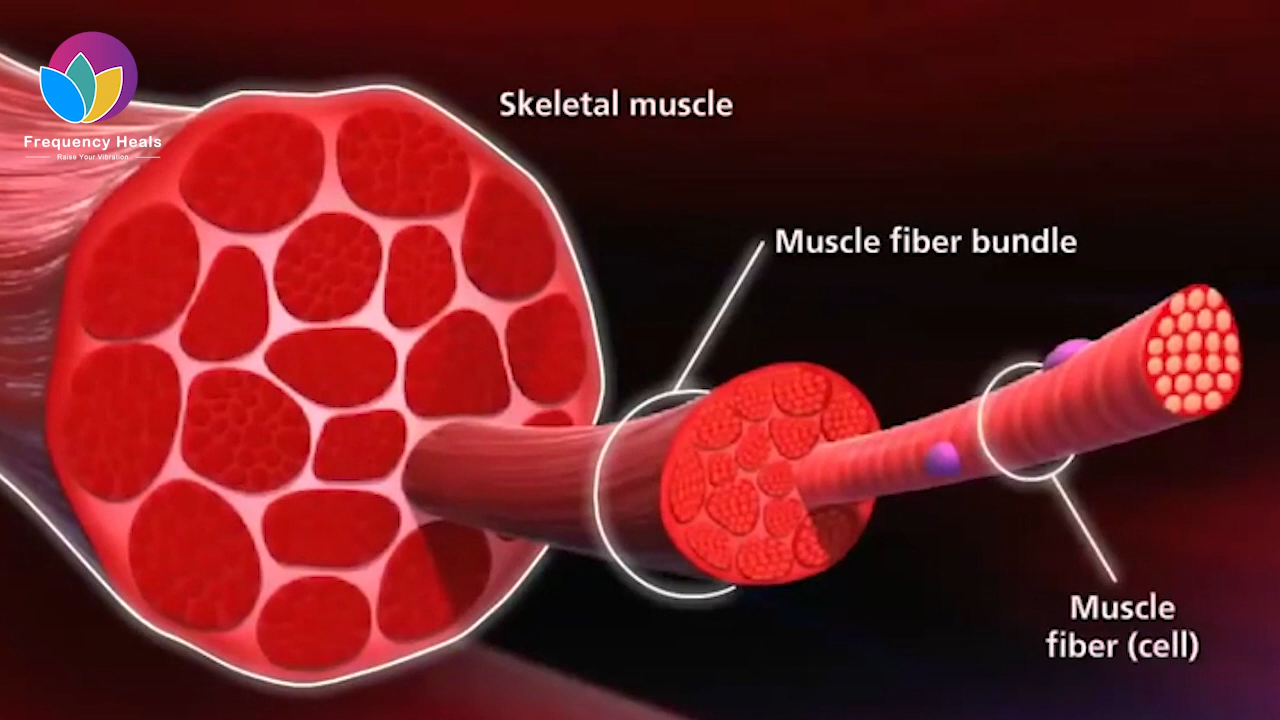 Frequency Heals
Raise Your Vibration
Skeletal muscle
Muscle fiber bundle
Muscle
fiber (cell)